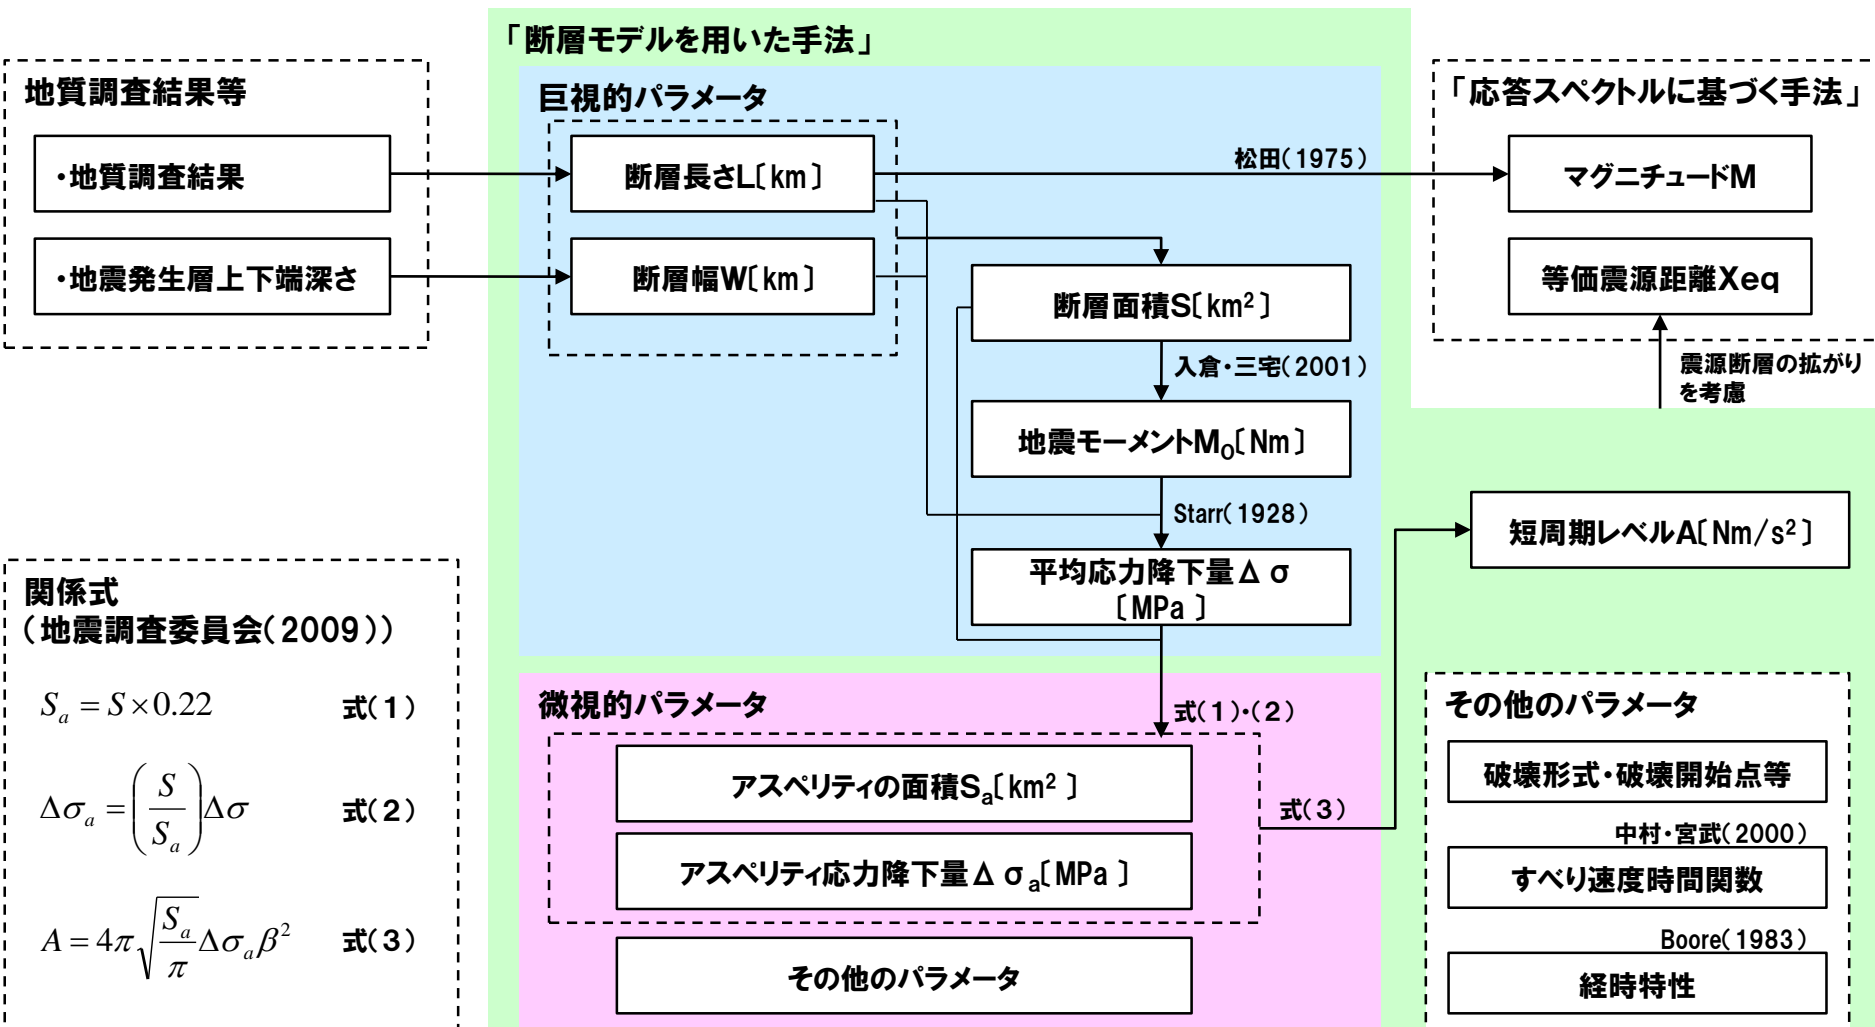 「断層モデルを用いた手法」
地質調査結果等
・地質調査結果
・地震発生層上下端深さ
巨視的パラメータ
断層長さL〔km〕
断層幅W〔km〕
松田(1975)
断層面積S〔km²〕
入倉・三宅(2001)
地震モーメントM₀〔Nm〕
Starr(1928)
平均応力降下量Δσ
〔MPa〕
「応答スペクトルに基づく手法」
マグニチュードM
等価震源距離Xeq
震源断層の拡がり
を考慮
短周期レベルA〔Nm/s²〕
関係式
(地震調査委員会(2009))
Sₐ = S × 0.22 式(1)
Δσₐ = (S / Sₐ) Δσ 式(2)
A = 4π√(Sₐ / π) Δσₐ β² 式(3)
微視的パラメータ
式(1)・(2)
アスペリティの面積Sₐ〔km²〕
アスペリティ応力降下量Δσₐ〔MPa〕
式(3)
その他のパラメータ
その他のパラメータ
破壊形式・破壊開始点等
中村・宮武(2000)
すべり速度時間関数
Boore(1983)
経時特性